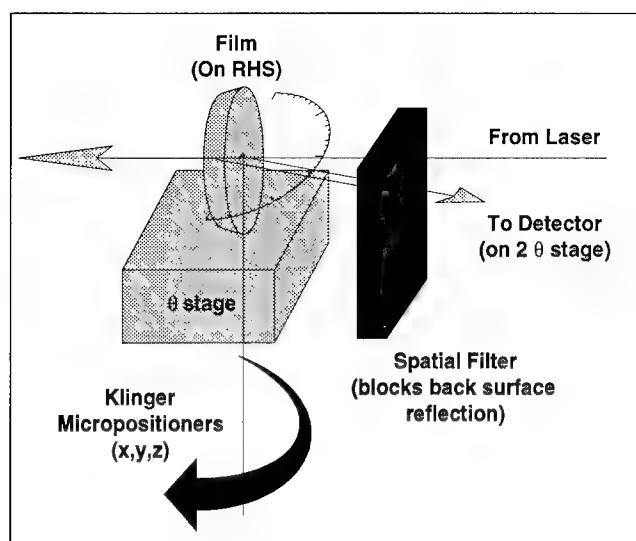 Film
(On RHS)
From Laser
To Detector
(on 2 θ stage)
θ stage
Spatial Filter
(blocks back surface
reflection)
Klinger
Micropositioners
(x,y,z)